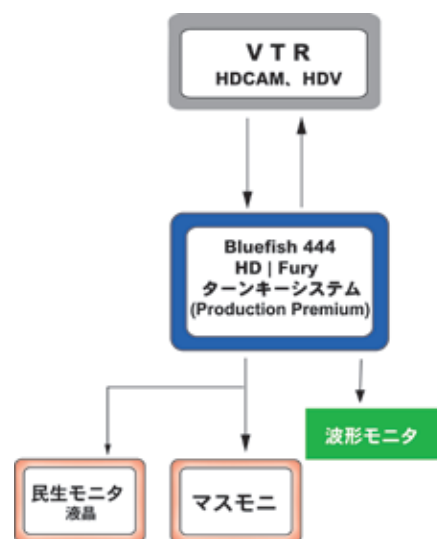 VTR
HDCAM、HDV
Bluefish 444
HD | Fury
ターンキーシステム
(Production Premium)
波形モニタ
民生モニタ
液晶
マスモニ